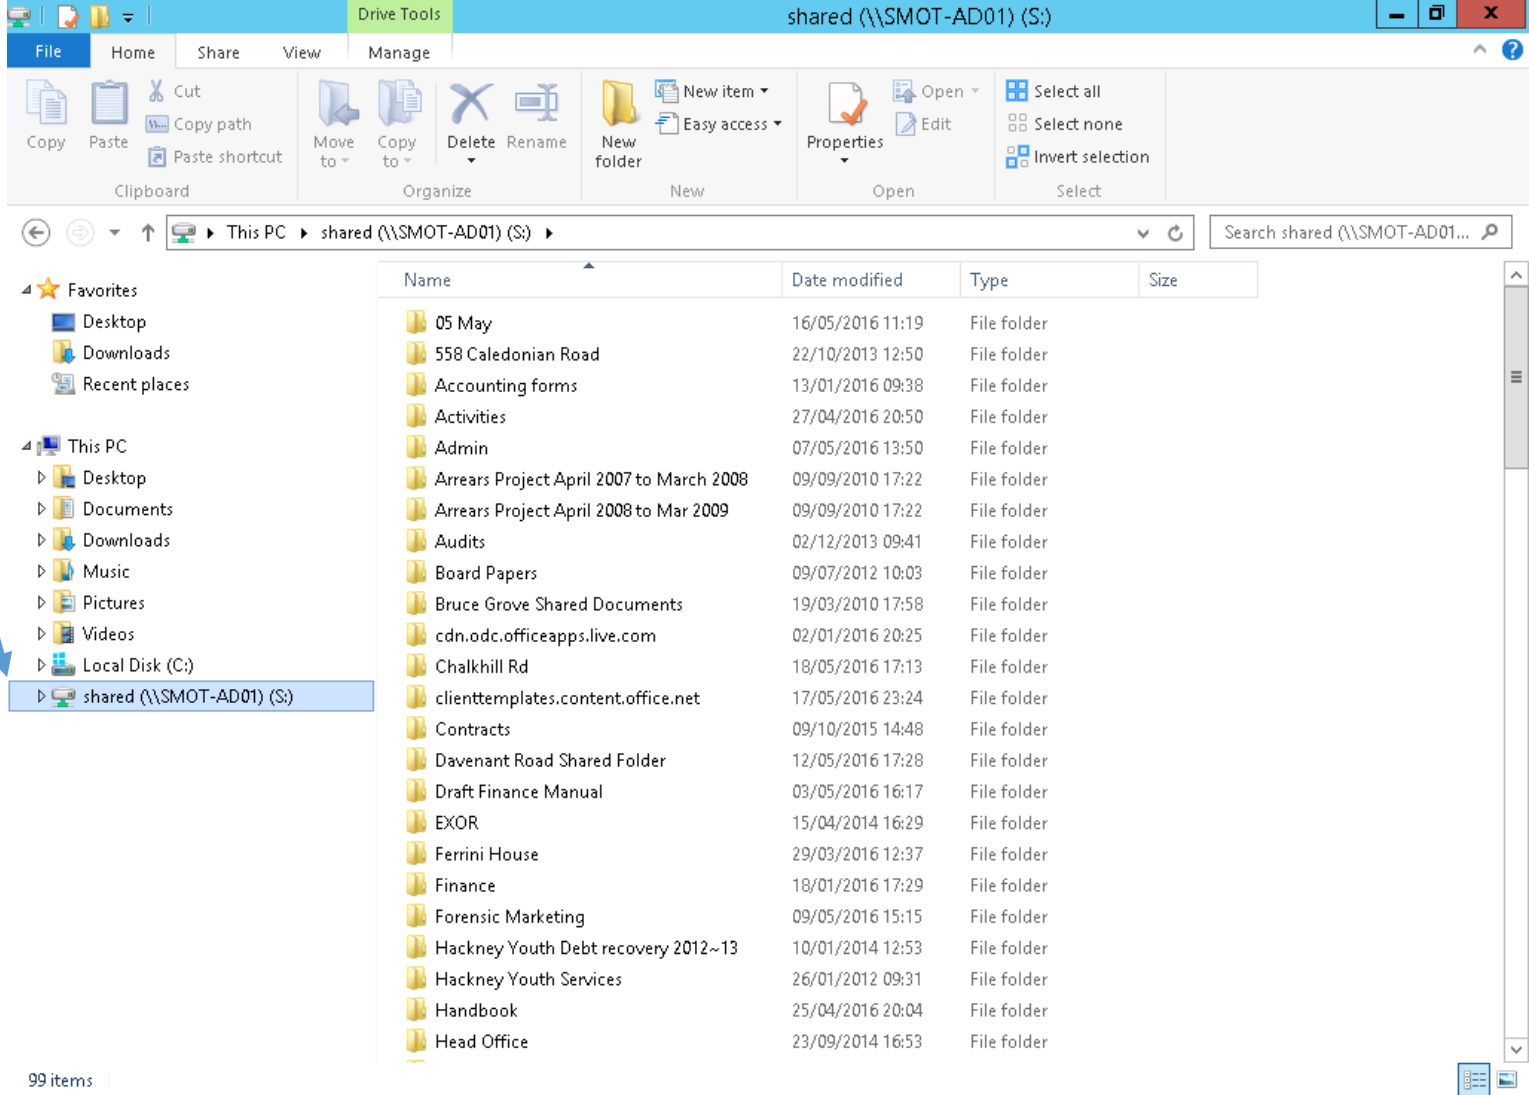 Drive Tools
shared (\\SMOT-AD01) (S:)
File Home Share View Manage
Copy
Paste
Cut
Copy path
Paste shortcut
Clipboard
Move to
Copy to
Delete
Rename
Organize
New folder
New item
Easy access
New
Properties
Open
Edit
Open
Select all
Select none
Invert selection
Select
This PC shared (\\SMOT-AD01) (S:)
Search shared (\\SMOT-AD01...
Favorites
Desktop
Downloads
Recent places
This PC
Desktop
Documents
Downloads
Music
Pictures
Videos
Local Disk (C:)
shared (\\SMOT-AD01) (S:)
Name Date modified Type Size
05 May 16/05/2016 11:19 File folder
558 Caledonian Road 22/10/2013 12:50 File folder
Accounting forms 13/01/2016 09:38 File folder
Activities 27/04/2016 20:50 File folder
Admin 07/05/2016 13:50 File folder
Arrears Project April 2007 to March 2008 09/09/2010 17:22 File folder
Arrears Project April 2008 to Mar 2009 09/09/2010 17:22 File folder
Audits 02/12/2013 09:41 File folder
Board Papers 09/07/2012 10:03 File folder
Bruce Grove Shared Documents 19/03/2010 17:58 File folder
cdn.odc.officeapps.live.com 02/01/2016 20:25 File folder
Chalkhill Rd 18/05/2016 17:13 File folder
clienttemplates.content.office.net 17/05/2016 23:24 File folder
Contracts 09/10/2015 14:48 File folder
Davenant Road Shared Folder 12/05/2016 17:28 File folder
Draft Finance Manual 03/05/2016 16:17 File folder
EXOR 15/04/2014 16:29 File folder
Ferrini House 29/03/2016 12:37 File folder
Finance 18/01/2016 17:29 File folder
Forensic Marketing 09/05/2016 15:15 File folder
Hackney Youth Debt recovery 2012~13 10/01/2014 12:53 File folder
Hackney Youth Services 26/01/2012 09:31 File folder
Handbook 25/04/2016 20:04 File folder
Head Office 23/09/2014 16:53 File folder
99 items